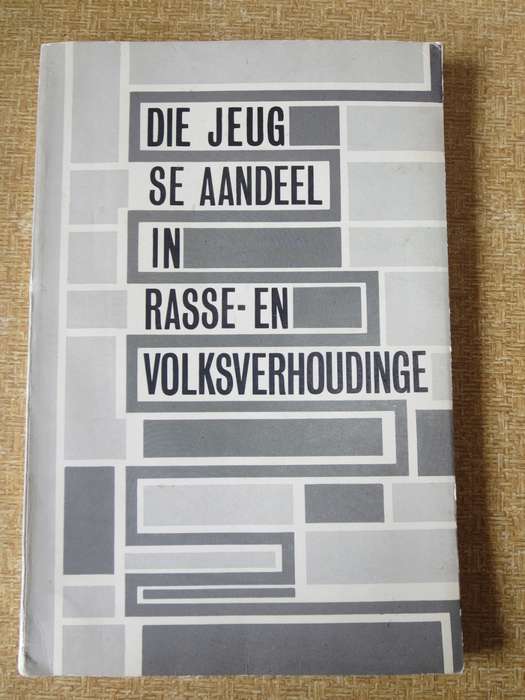 DIE JEUG
SE AANDEEL
IN
RASSE- EN
VOLKSVERHOUDINGE